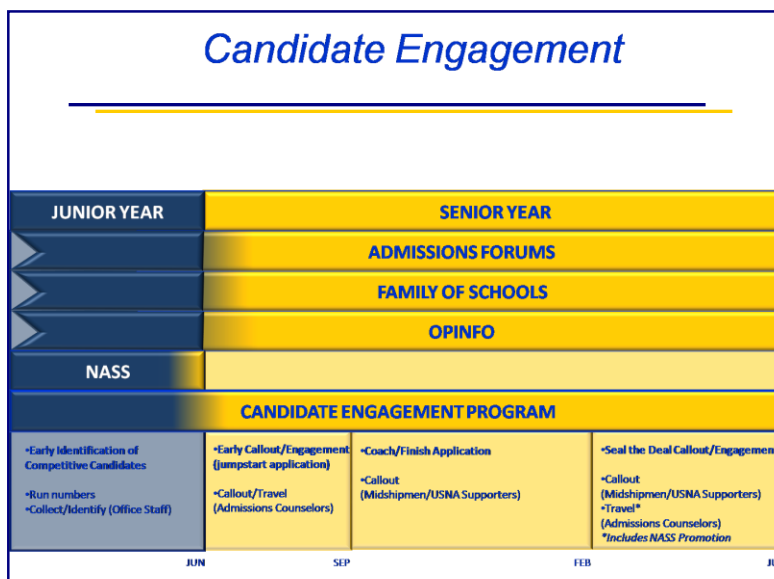 Candidate Engagement
JUNIOR YEAR
SENIOR YEAR
ADMISSIONS FORUMS
FAMILY OF SCHOOLS
OPINFO
NASS
CANDIDATE ENGAGEMENT PROGRAM
•Early Identification of
Competitive Candidates
•Run numbers
•Collect/Identify (Office Staff)
•Early Callout/Engagement
(jumpstart application)
•Callout/Travel
(Admissions Counselors)
•Coach/Finish Application
•Callout
(Midshipmen/USNA Supporters)
•Seal the Deal Callout/Engagement
•Callout
(Midshipmen/USNA Supporters)
•Travel*
(Admissions Counselors)
*Includes NASS Promotion
JUN
SEP
FEB